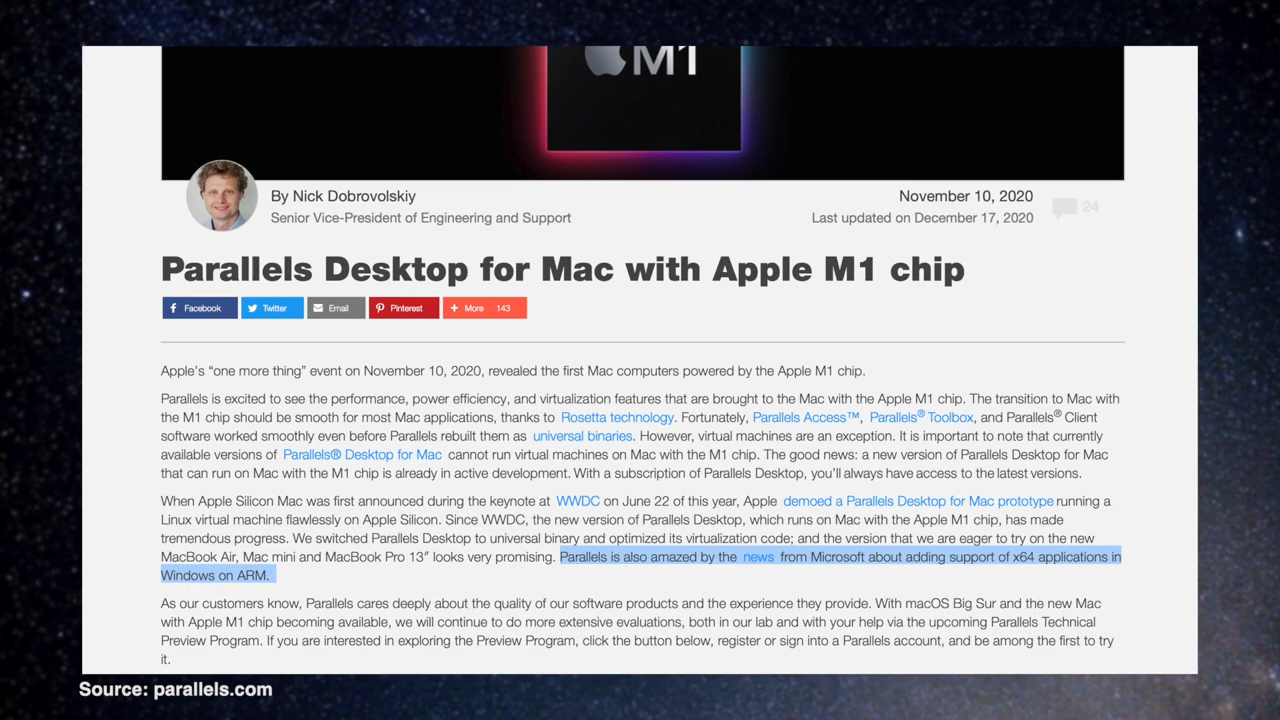 M1
By Nick Dobrovolskiy
Senior Vice-President of Engineering and Support
November 10, 2020
Last updated on December 17, 2020
24
Parallels Desktop for Mac with Apple M1 chip
Facebook
Twitter
Email
Pinterest
More 143
Apple's “one more thing” event on November 10, 2020, revealed the first Mac computers powered by the Apple M1 chip.
Parallels is excited to see the performance, power efficiency, and virtualization features that are brought to the Mac with the Apple M1 chip. The transition to Mac with
the M1 chip should be smooth for most Mac applications, thanks to Rosetta technology. Fortunately, Parallels Access™, Parallels® Toolbox, and Parallels® Client
software worked smoothly even before Parallels rebuilt them as universal binaries. However, virtual machines are an exception. It is important to note that currently
available versions of Parallels® Desktop for Mac cannot run virtual machines on Mac with the M1 chip. The good news: a new version of Parallels Desktop for Mac
that can run on Mac with the M1 chip is already in active development. With a subscription of Parallels Desktop, you'll always have access to the latest versions.
When Apple Silicon Mac was first announced during the keynote at WWDC on June 22 of this year, Apple demoed a Parallels Desktop for Mac prototype running a
Linux virtual machine flawlessly on Apple Silicon. Since WWDC, the new version of Parallels Desktop, which runs on Mac with the Apple M1 chip, has made
tremendous progress. We switched Parallels Desktop to universal binary and optimized its virtualization code; and the version that we are eager to try on the new
MacBook Air, Mac mini and MacBook Pro 13″ looks very promising. Parallels is also amazed by the news from Microsoft about adding support of x64 applications in
Windows on ARM.
As our customers know, Parallels cares deeply about the quality of our software products and the experience they provide. With macOS Big Sur and the new Mac
with Apple M1 chip becoming available, we will continue to do more extensive evaluations, both in our lab and with your help via the upcoming Parallels Technical
Preview Program. If you are interested in exploring the Preview Program, click the button below, register or sign into a Parallels account, and be among the first to try
it.
Source: parallels.com